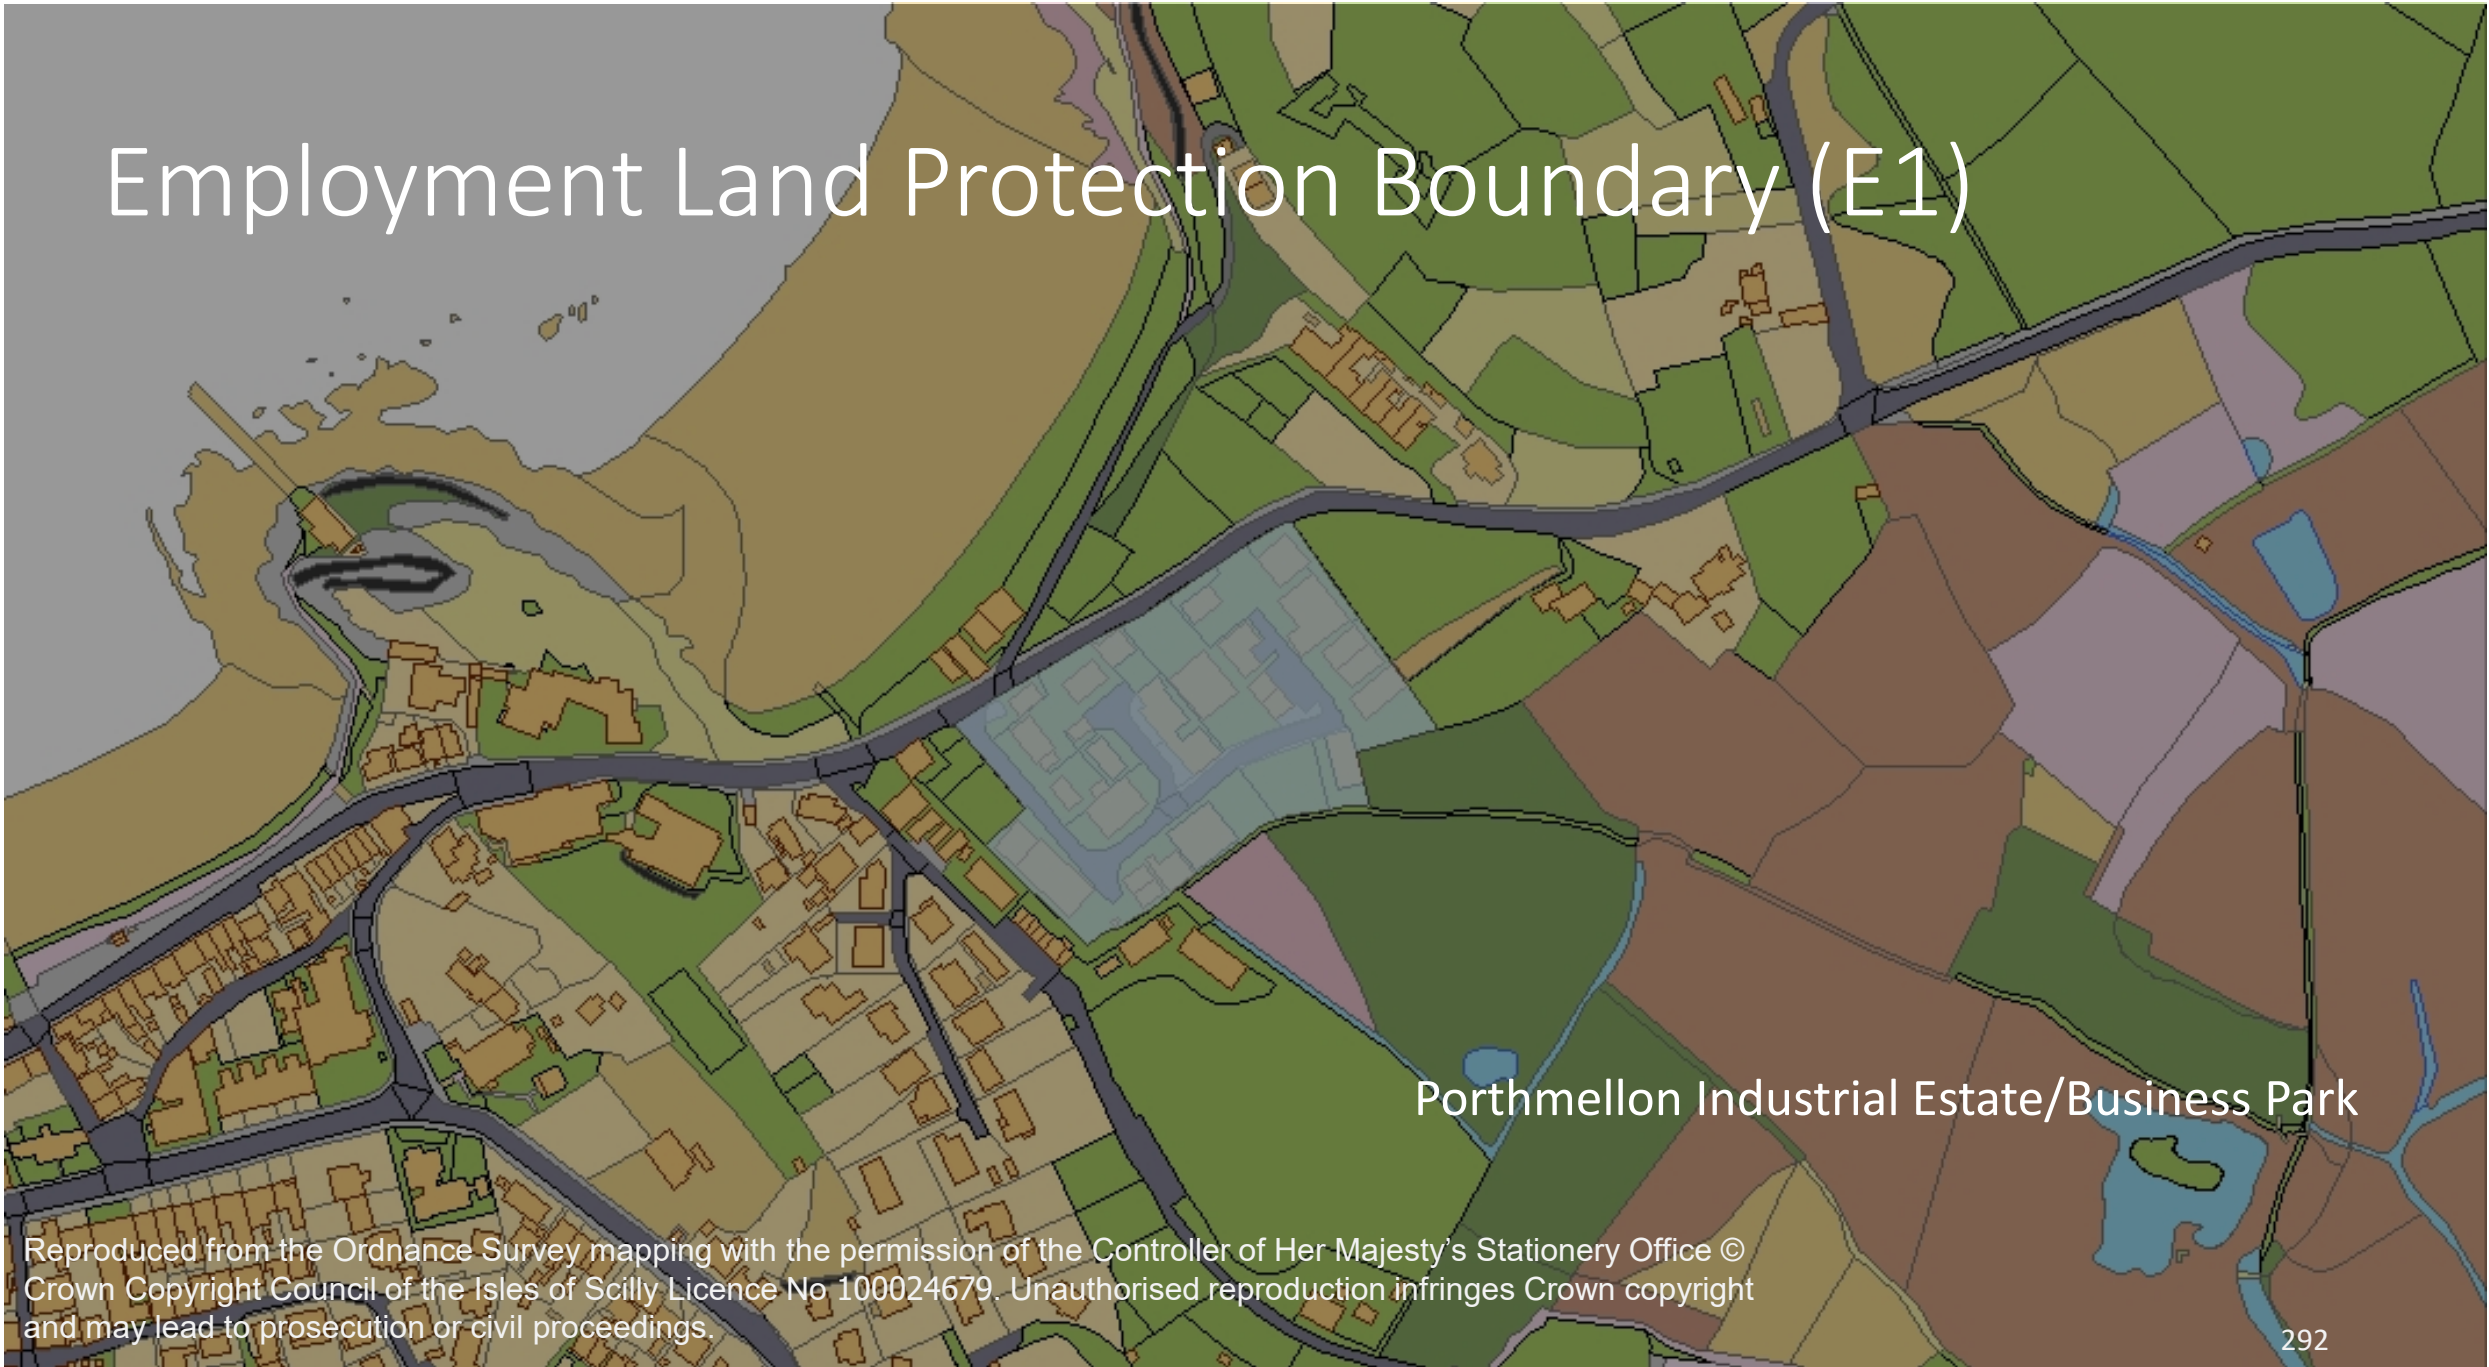 Employment Land Protection Boundary (E1)
Porthmellon Industrial Estate/Business Park
Reproduced from the Ordnance Survey mapping with the permission of the Controller of Her Majesty’s Stationery Office ©
Crown Copyright Council of the Isles of Scilly Licence No 100024679. Unauthorised reproduction infringes Crown copyright
and may lead to prosecution or civil proceedings.
292